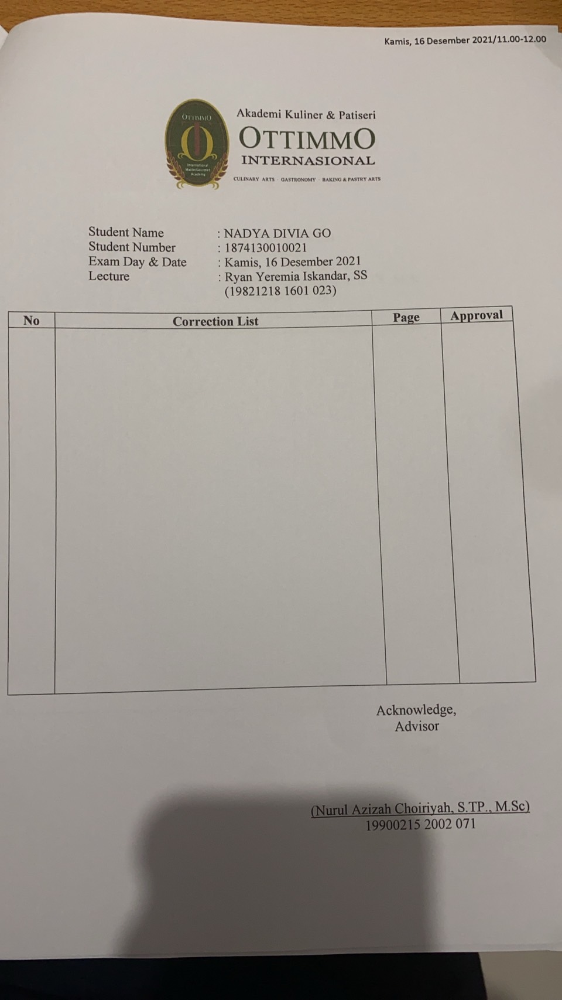 Kamis, 16 Desember 2021/11.00-12.00
OTTIMMO
International
MasterGourmet
Academy
Akademi Kuliner & Patiseri
OTTIMMO
INTERNASIONAL
CULINARY ARTS · GASTRONOMY · BAKING & PASTRY ARTS
Student Name : NADYA DIVIA GO
Student Number : 1874130010021
Exam Day & Date : Kamis, 16 Desember 2021
Lecture : Ryan Yeremia Iskandar, SS
(19821218 1601 023)
No Correction List Page Approval
Acknowledge,
Advisor
(Nurul Azizah Choiriyah, S.TP., M.Sc)
19900215 2002 071